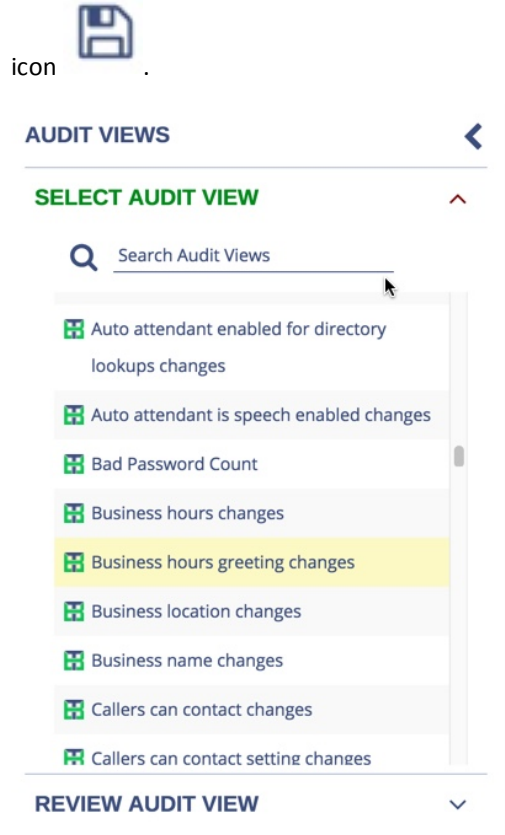 icon .
AUDIT VIEWS
SELECT AUDIT VIEW
Search Audit Views
Auto attendant enabled for directory
lookups changes
Auto attendant is speech enabled changes
Bad Password Count
Business hours changes
Business hours greeting changes
Business location changes
Business name changes
Callers can contact changes
Callers can contact setting changes
REVIEW AUDIT VIEW